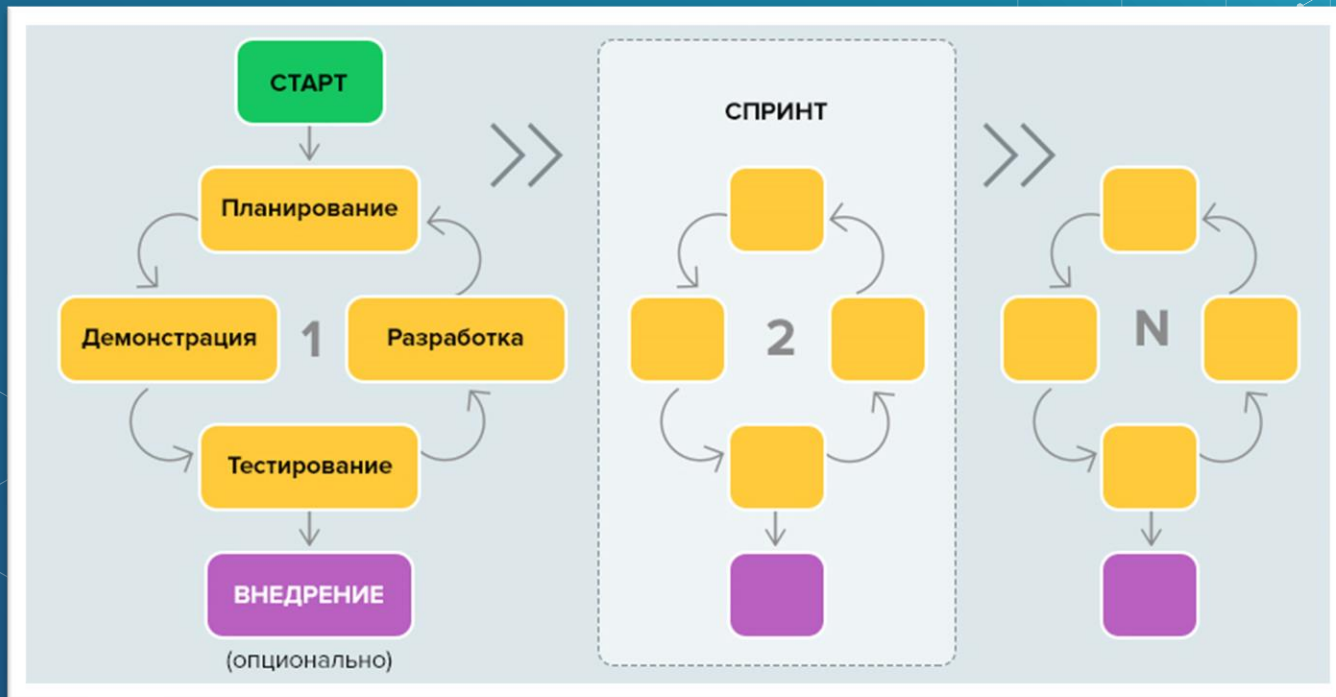 СТАРТ
СПРИНТ
Планирование
Демонстрация
1
Разработка
2
N
Тестирование
ВНЕДРЕНИЕ
(опционально)